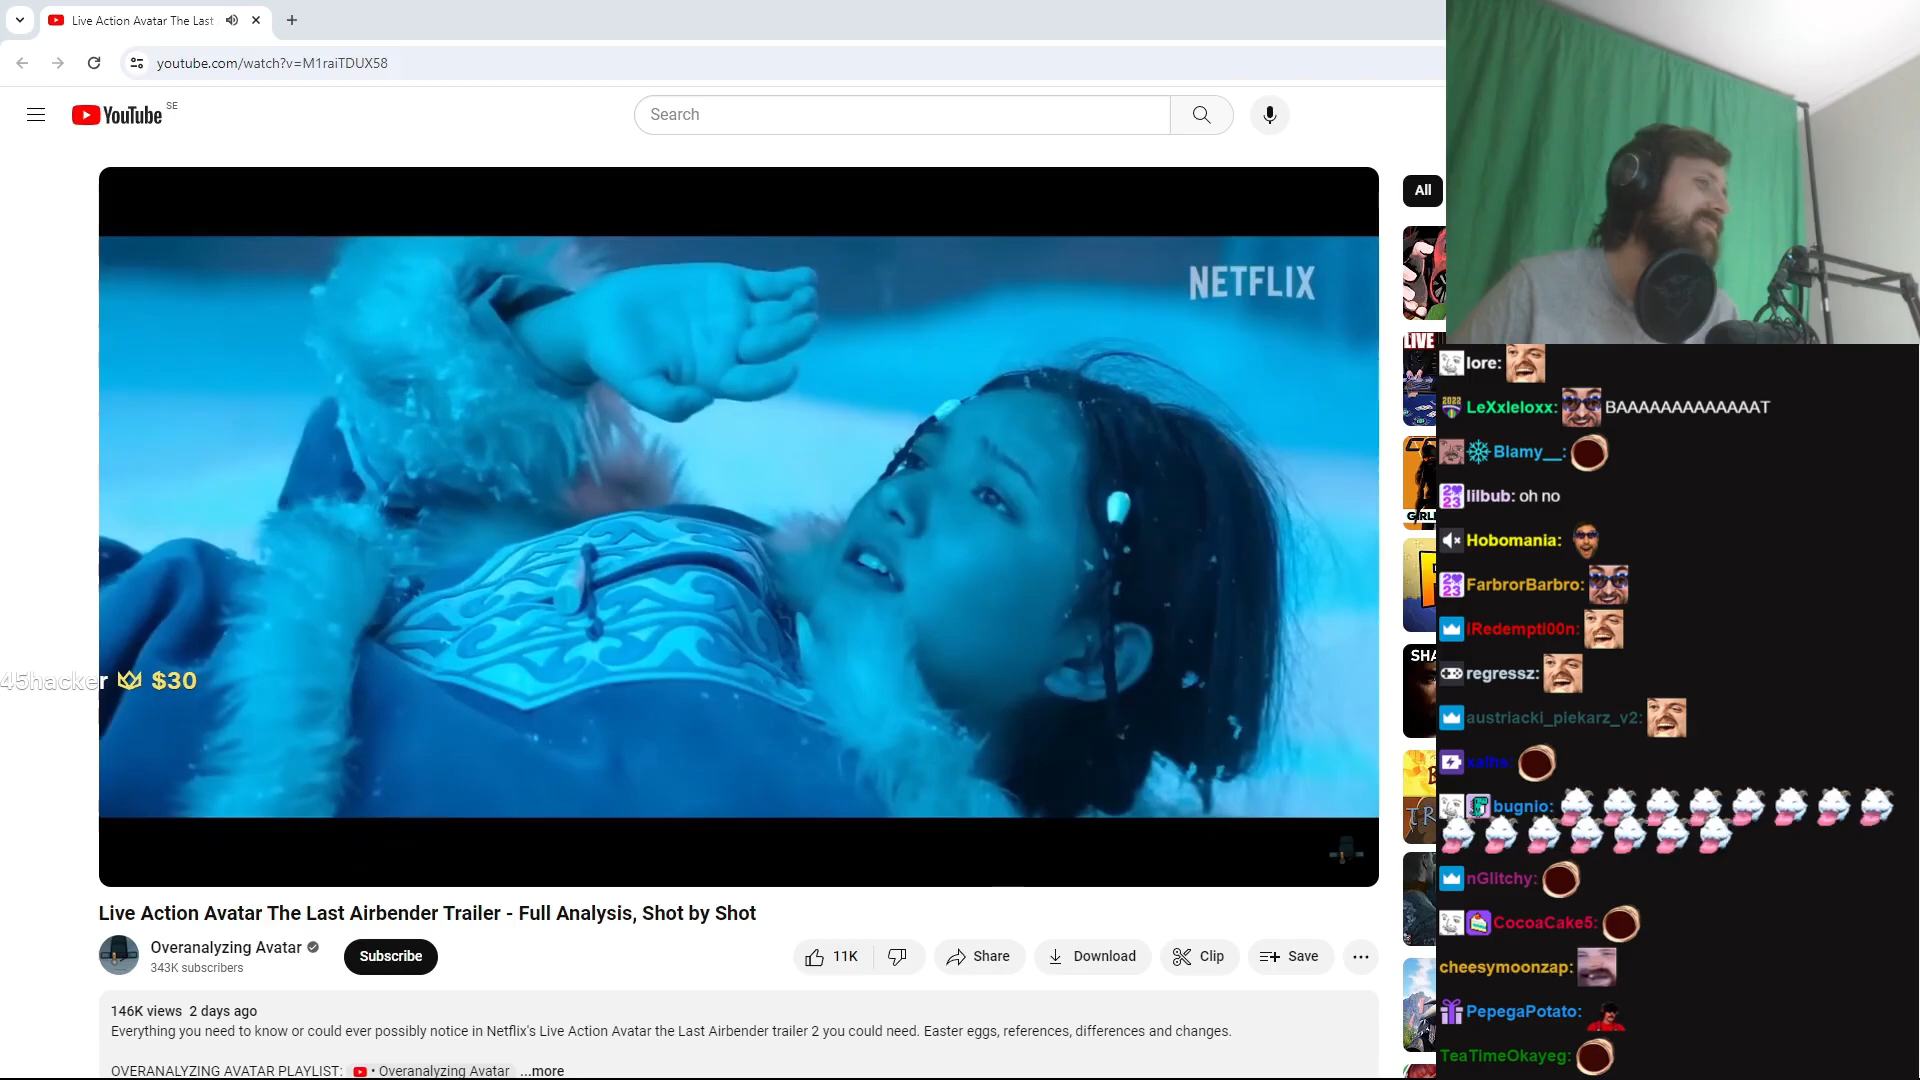 Live Action Avatar The Last
youtube.com/watch?v=M1raiTDUX58
YouTube SE
Search
All
NETFLIX
45hacker $30
LIVE
GIRL
SHA
TR
Live Action Avatar The Last Airbender Trailer - Full Analysis, Shot by Shot
Overanalyzing Avatar
343K subscribers
Subscribe
11K
Share
Download
Clip
Save
146K views 2 days ago
Everything you need to know or could ever possibly notice in Netflix's Live Action Avatar the Last Airbender trailer 2 you could need. Easter eggs, references, differences and changes.
OVERANALYZING AVATAR PLAYLIST: • Overanalyzing Avatar ...more
lore:
LeXxleloxx: BAAAAAAAAAAAAAT
Blamy__:
lilbub: oh no
Hobomania:
FarbrorBarbro:
iRedempti00n:
regressz:
austriacki_piekarz_v2:
bugnio:
nGlitchy:
CocoaCake5:
cheesymoonzap:
PepegaPotato:
TeaTimeOkayeg: